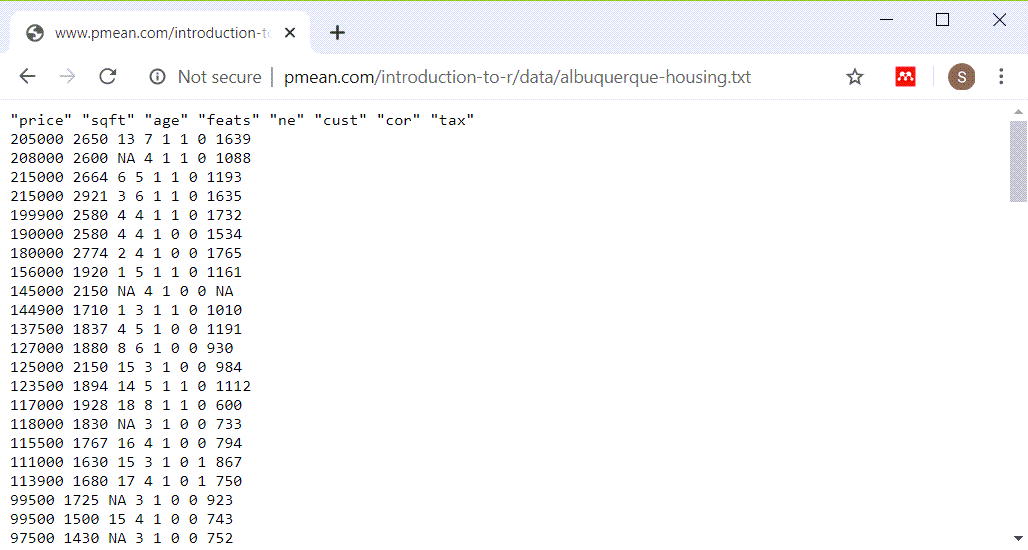 www.pmean.com/introduction-to
Not secure pmean.com/introduction-to-r/data/albuquerque-housing.txt S
"price" "sqft" "age" "feats" "ne" "cust" "cor" "tax"
205000 2650 13 7 1 1 0 1639
208000 2600 NA 4 1 1 0 1088
215000 2664 6 5 1 1 0 1193
215000 2921 3 6 1 1 0 1635
199900 2580 4 4 1 1 0 1732
190000 2580 4 4 1 0 0 1534
180000 2774 2 4 1 0 0 1765
156000 1920 1 5 1 1 0 1161
145000 2150 NA 4 1 0 0 NA
144900 1710 1 3 1 1 0 1010
137500 1837 4 5 1 0 0 1191
127000 1880 8 6 1 0 0 930
125000 2150 15 3 1 0 0 984
123500 1894 14 5 1 1 0 1112
117000 1928 18 8 1 1 0 600
118000 1830 NA 3 1 0 0 733
115500 1767 16 4 1 0 0 794
111000 1630 15 3 1 0 1 867
113900 1680 17 4 1 0 1 750
99500 1725 NA 3 1 0 0 923
99500 1500 15 4 1 0 0 743
97500 1430 NA 3 1 0 0 752